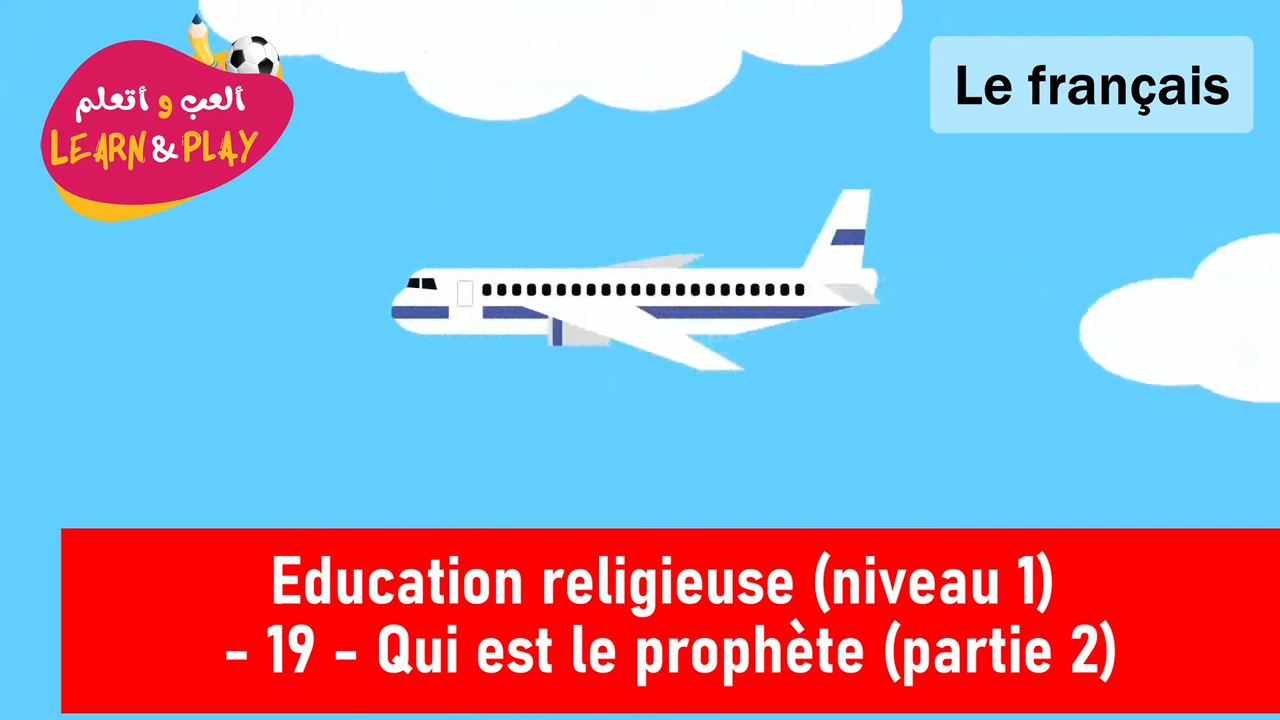 ألعب و أتعلم
LEARN & PLAY
Le français
Education religieuse (niveau 1)
- 19 - Qui est le prophète (partie 2)